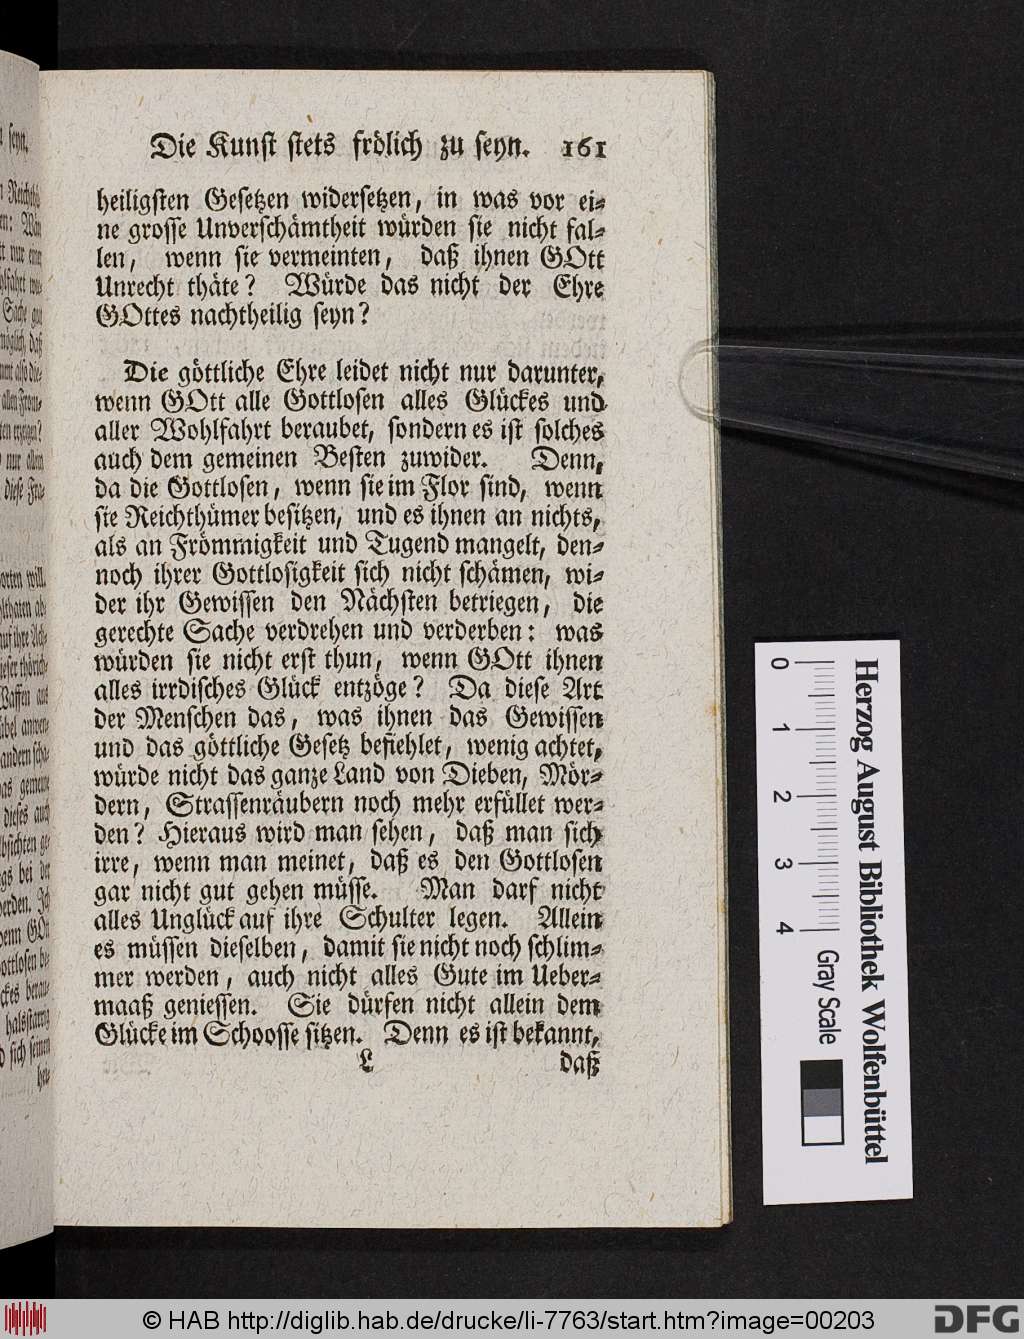 Die Kunst stets frölich zu seyn. 161
heiligsten Gesetzen widersetzen, in was vor ei-
ne grosse Unverschämtheit würden sie nicht fal-
len, wenn sie vermeinten, daß ihnen GOtt
Unrecht thäte? Würde das nicht der Ehre
GOttes nachtheilig seyn?
Die göttliche Ehre leidet nicht nur darunter,
wenn GOtt alle Gottlosen alles Glückes und
aller Wohlfahrt beraubet, sondern es ist solches
auch dem gemeinen Besten zuwider. Denn,
da die Gottlosen, wenn sie im Flor sind, wenn
sie Reichthümer besitzen, und es ihnen an nichts,
als an Frömmigkeit und Tugend mangelt, den-
noch ihrer Gottlosigkeit sich nicht schämen, wi-
der ihr Gewissen den Nächsten betriegen, die
gerechte Sache verdrehen und verderben: was
würden sie nicht erst thun, wenn GOtt ihnen
alles irrdisches Glück entzöge? Da diese Art
der Menschen das, was ihnen das Gewissen
und das göttliche Gesetz befiehlet, wenig achtet,
würde nicht das ganze Land von Dieben, Mör-
dern, Strassenräubern noch mehr erfüllet wer-
den? Hieraus wird man sehen, daß man sich
irre, wenn man meinet, daß es den Gottlosen
gar nicht gut gehen müsse. Man darf nicht
alles Unglück auf ihre Schulter legen. Allein
es müssen dieselben, damit sie nicht noch schlim-
mer werden, auch nicht alles Gute im Ueber-
maaß geniessen. Sie dürfen nicht allein dem
Glücke im Schoosse sitzen. Denn es ist bekannt,
L daß
0 1 2 3 4
Gray Scale
Herzog August Bibliothek Wolfenbüttel
© HAB http://diglib.hab.de/drucke/li-7763/start.htm?image=00203
DFG